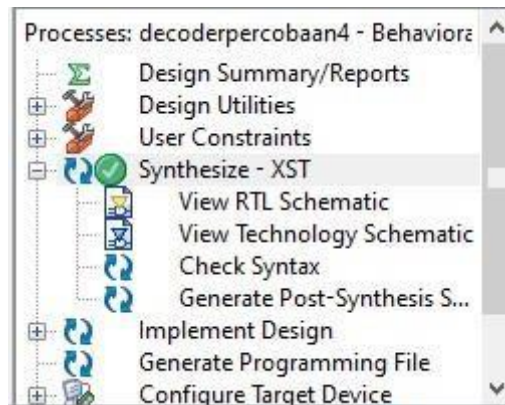 Processes: decoderpercobaan4 - Behaviora
Design Summary/Reports
Design Utilities
User Constraints
Synthesize - XST
View RTL Schematic
View Technology Schematic
Check Syntax
Generate Post-Synthesis S...
Implement Design
Generate Programming File
Configure Target Device